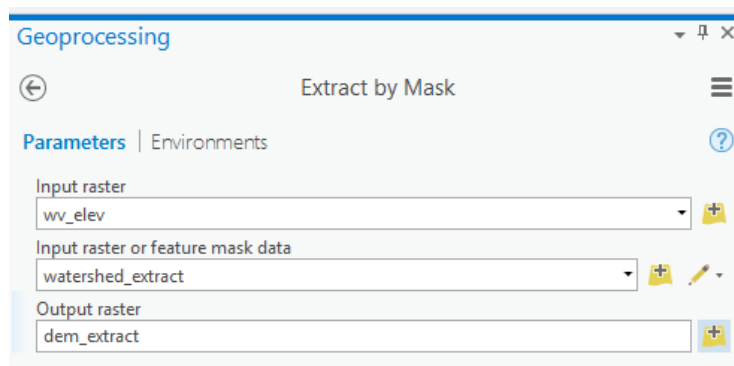 Geoprocessing
Extract by Mask
Parameters | Environments
Input raster
wv_elev
Input raster or feature mask data
watershed_extract
Output raster
dem_extract